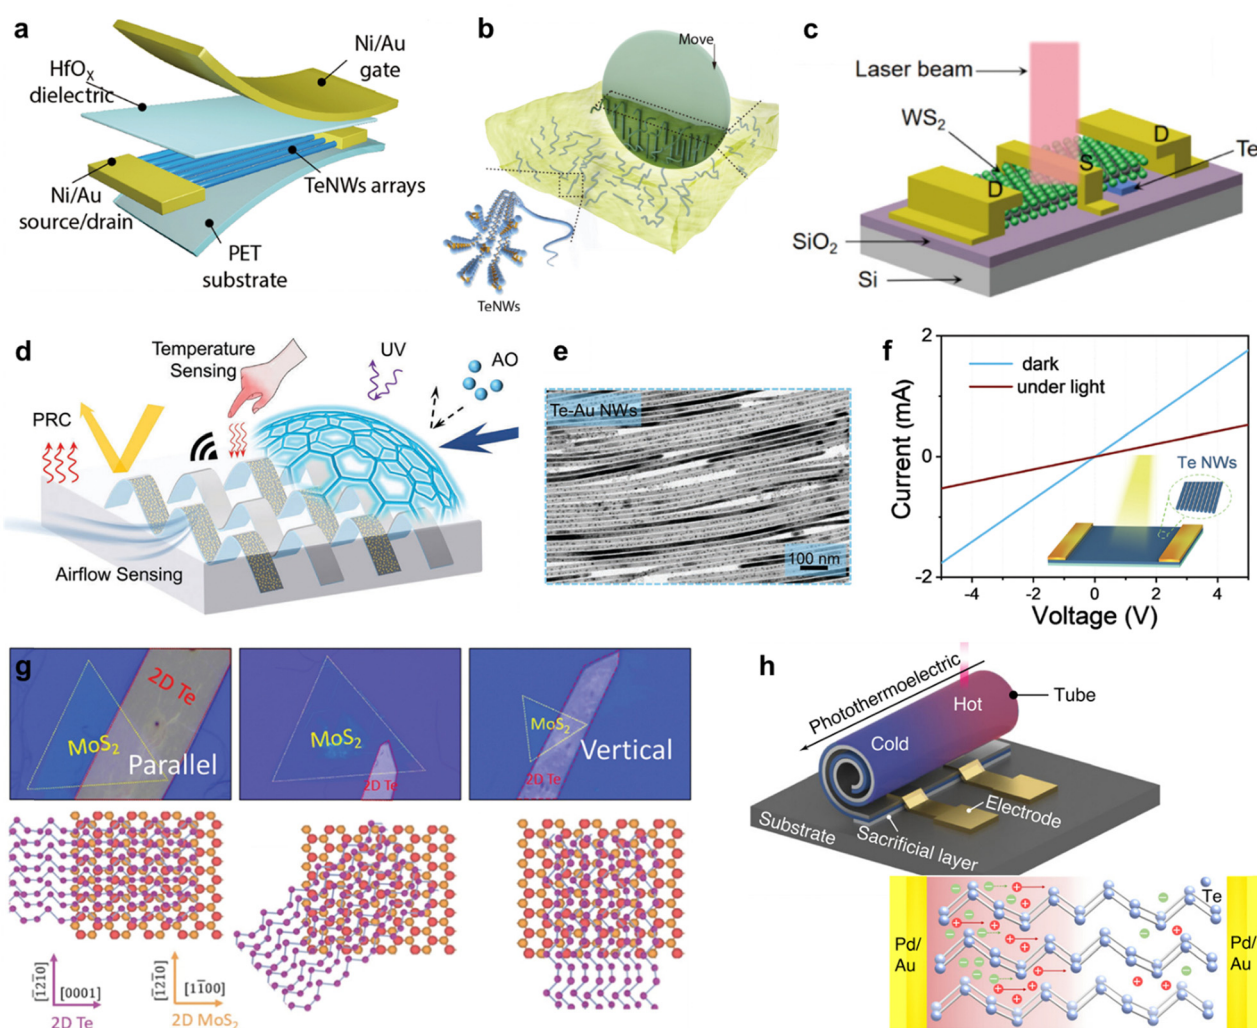 a
Ni/Au
gate
HfOₓ
dielectric
TeNWs arrays
Ni/Au
source/drain
PET
substrate
b
Move
TeNWs
c
Laser beam
WS₂
D
S
D
Te
SiO₂
Si
d
Temperature
Sensing
UV
AO
PRC
Airflow Sensing
e
Te-Au NWs
100 nm
f
Current (mA)
2
0
-2
dark
under light
Te NWs
-4
-2
0
2
4
Voltage (V)
g
2D Te
MoS₂
Parallel
MoS₂
2D Te
MoS₂
Vertical
2D Te
[1̄21̄0]
[0001]
2D Te
[1̄21̄0]
[11̄00]
2D MoS₂
h
Photothermoelectric
Hot
Tube
Cold
Electrode
Sacrificial layer
Substrate
Te
Pd/
Au
Pd/
Au